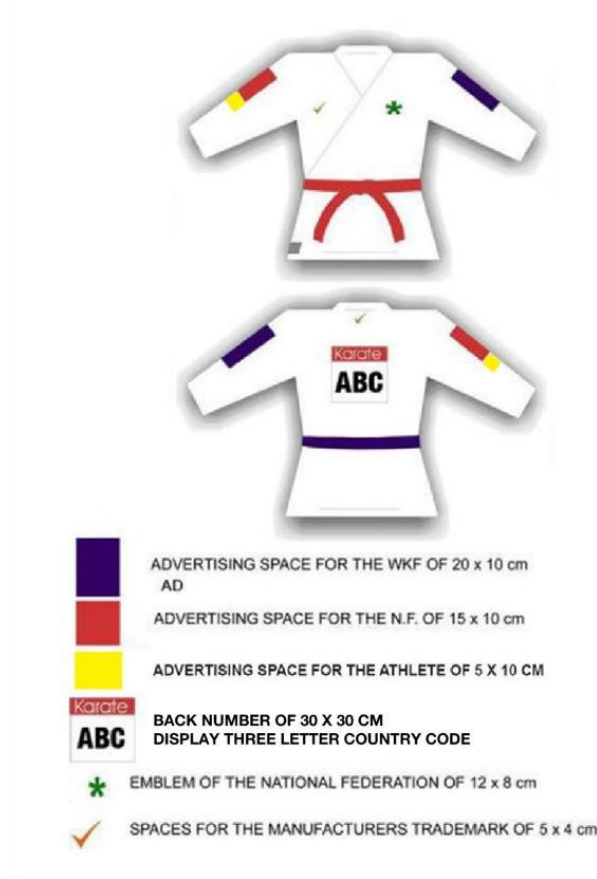 Karate
ABC
ADVERTISING SPACE FOR THE WKF OF 20 x 10 cm
AD
ADVERTISING SPACE FOR THE N.F. OF 15 x 10 cm
ADVERTISING SPACE FOR THE ATHLETE OF 5 X 10 CM
Karate
ABC
BACK NUMBER OF 30 X 30 CM
DISPLAY THREE LETTER COUNTRY CODE
EMBLEM OF THE NATIONAL FEDERATION OF 12 x 8 cm
SPACES FOR THE MANUFACTURERS TRADEMARK OF 5 x 4 cm